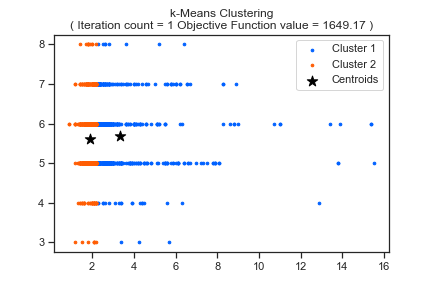 k-Means Clustering
( Iteration count = 1 Objective Function value = 1649.17 )
8
7
6
5
4
3
Cluster 1
Cluster 2
Centroids
2 4 6 8 10 12 14 16